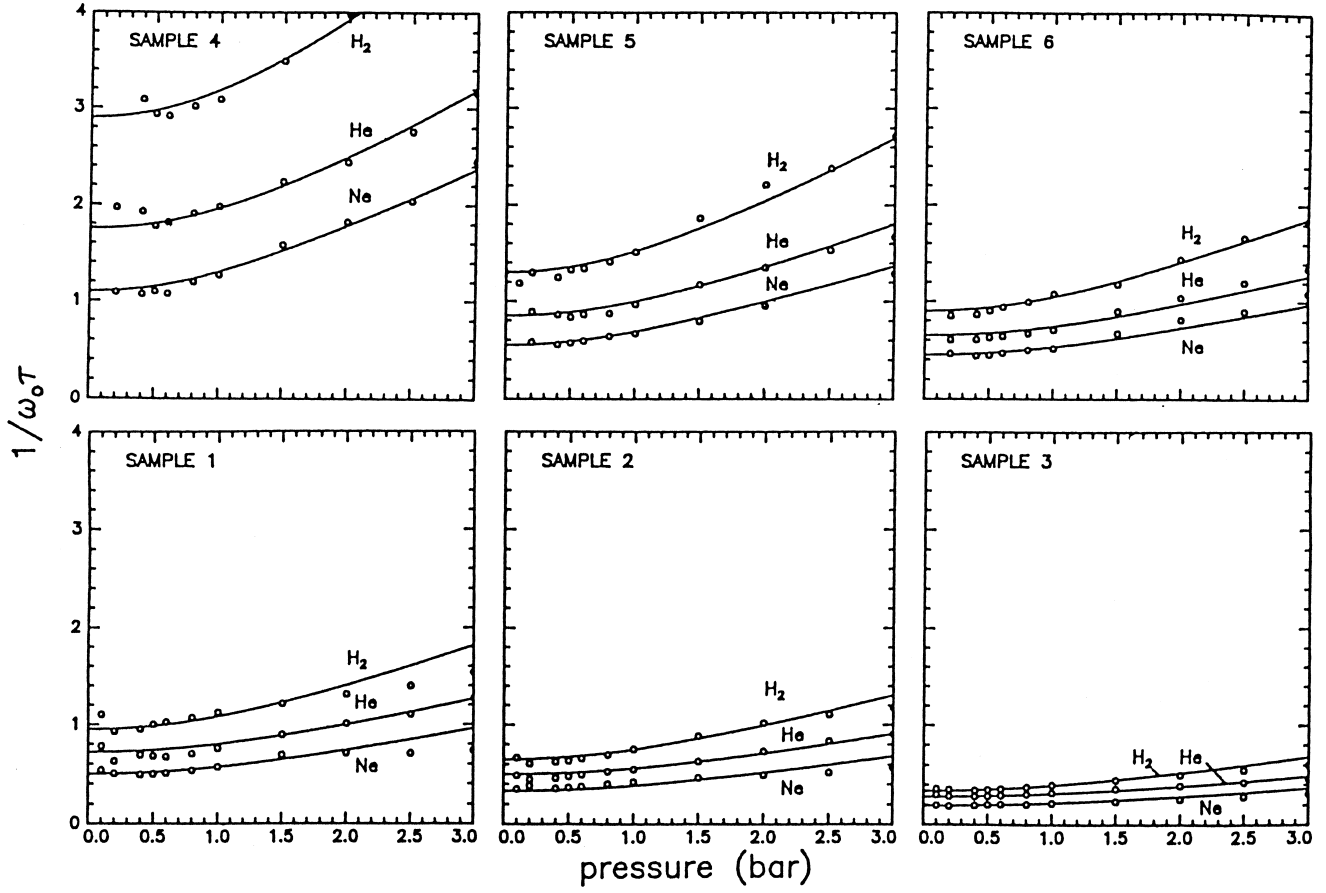 SAMPLE 4
H₂
He
Ne
SAMPLE 5
H₂
He
Ne
SAMPLE 6
H₂
He
Ne
4
3
2
1
0
1/ω₀τ
SAMPLE 1
H₂
He
Ne
SAMPLE 2
H₂
He
Ne
SAMPLE 3
H₂
He
Ne
4
3
2
1
0
0.0 0.5 1.0 1.5 2.0 2.5 3.0
0.0 0.5 1.0 1.5 2.0 2.5 3.0
0.0 0.5 1.0 1.5 2.0 2.5 3.0
pressure (bar)